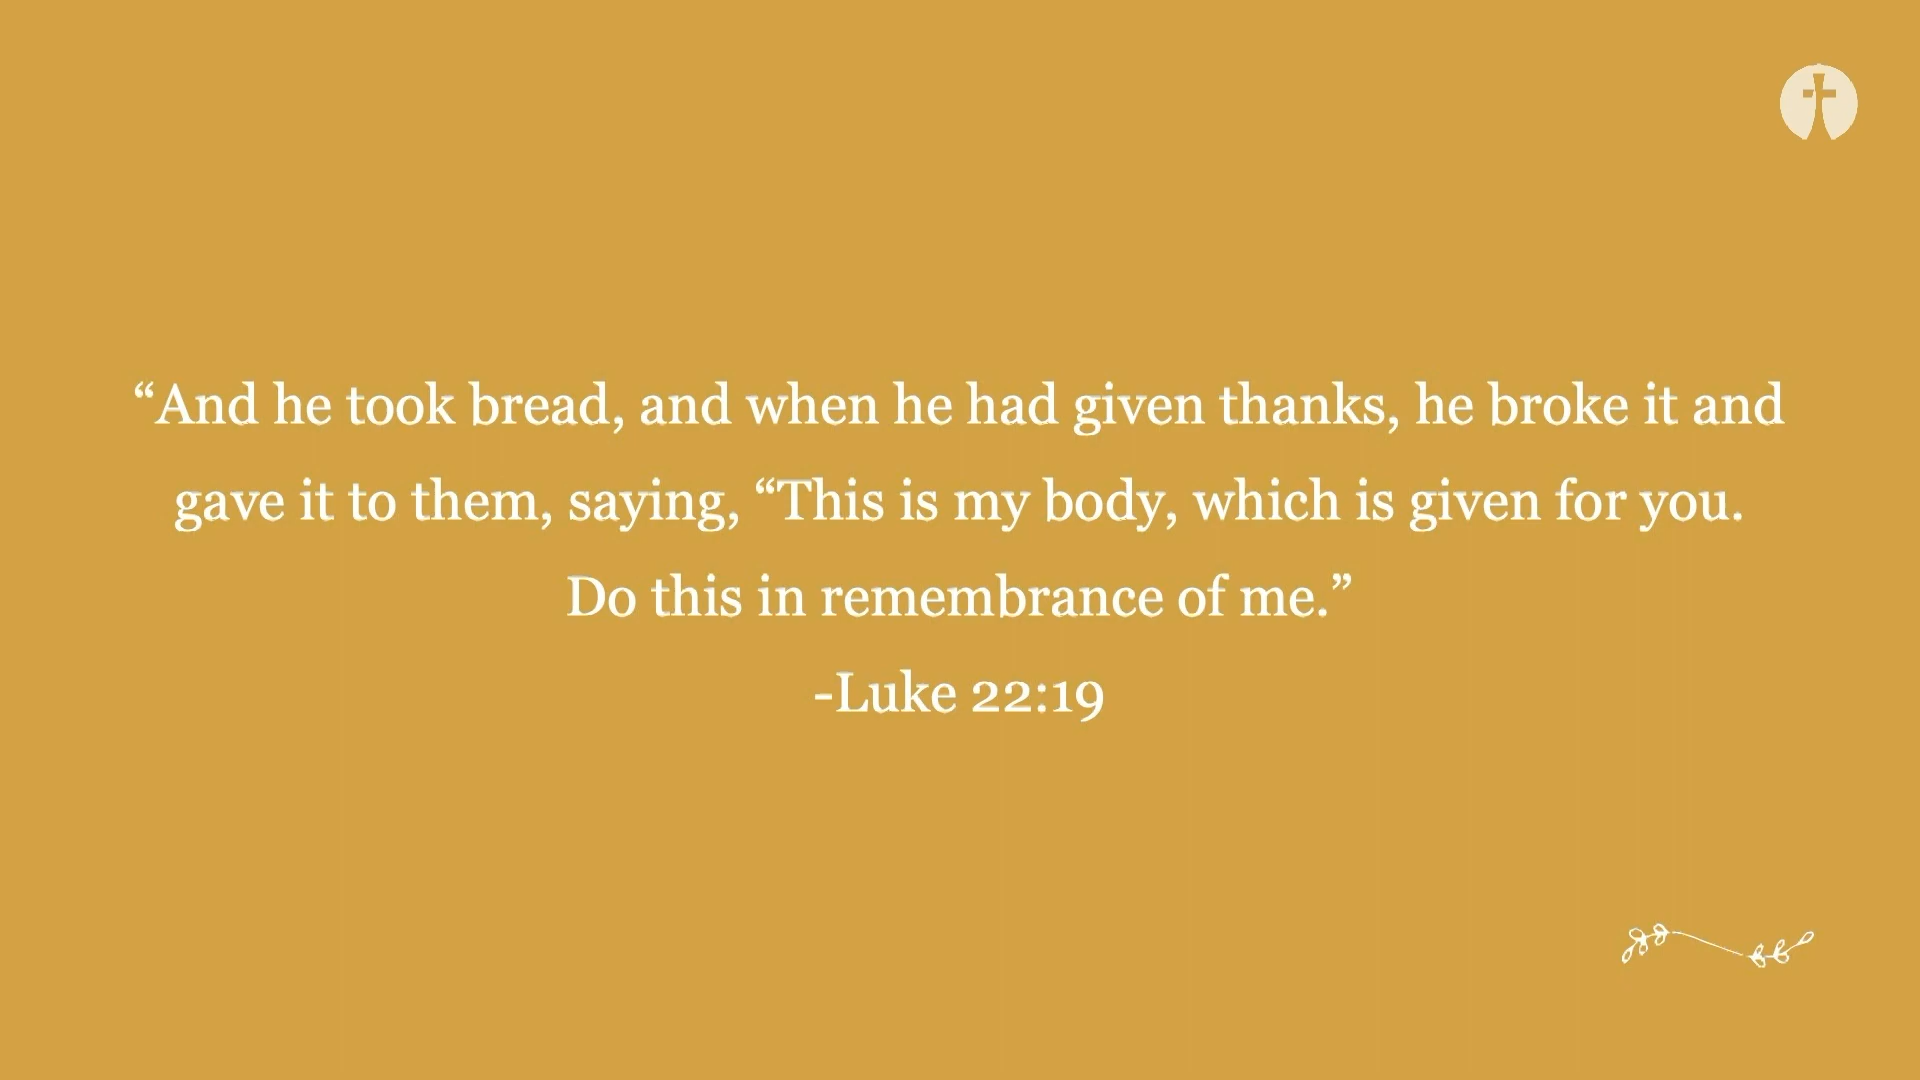 “And he took bread, and when he had given thanks, he broke it and
gave it to them, saying, “This is my body, which is given for you.
Do this in remembrance of me.”
-Luke 22:19